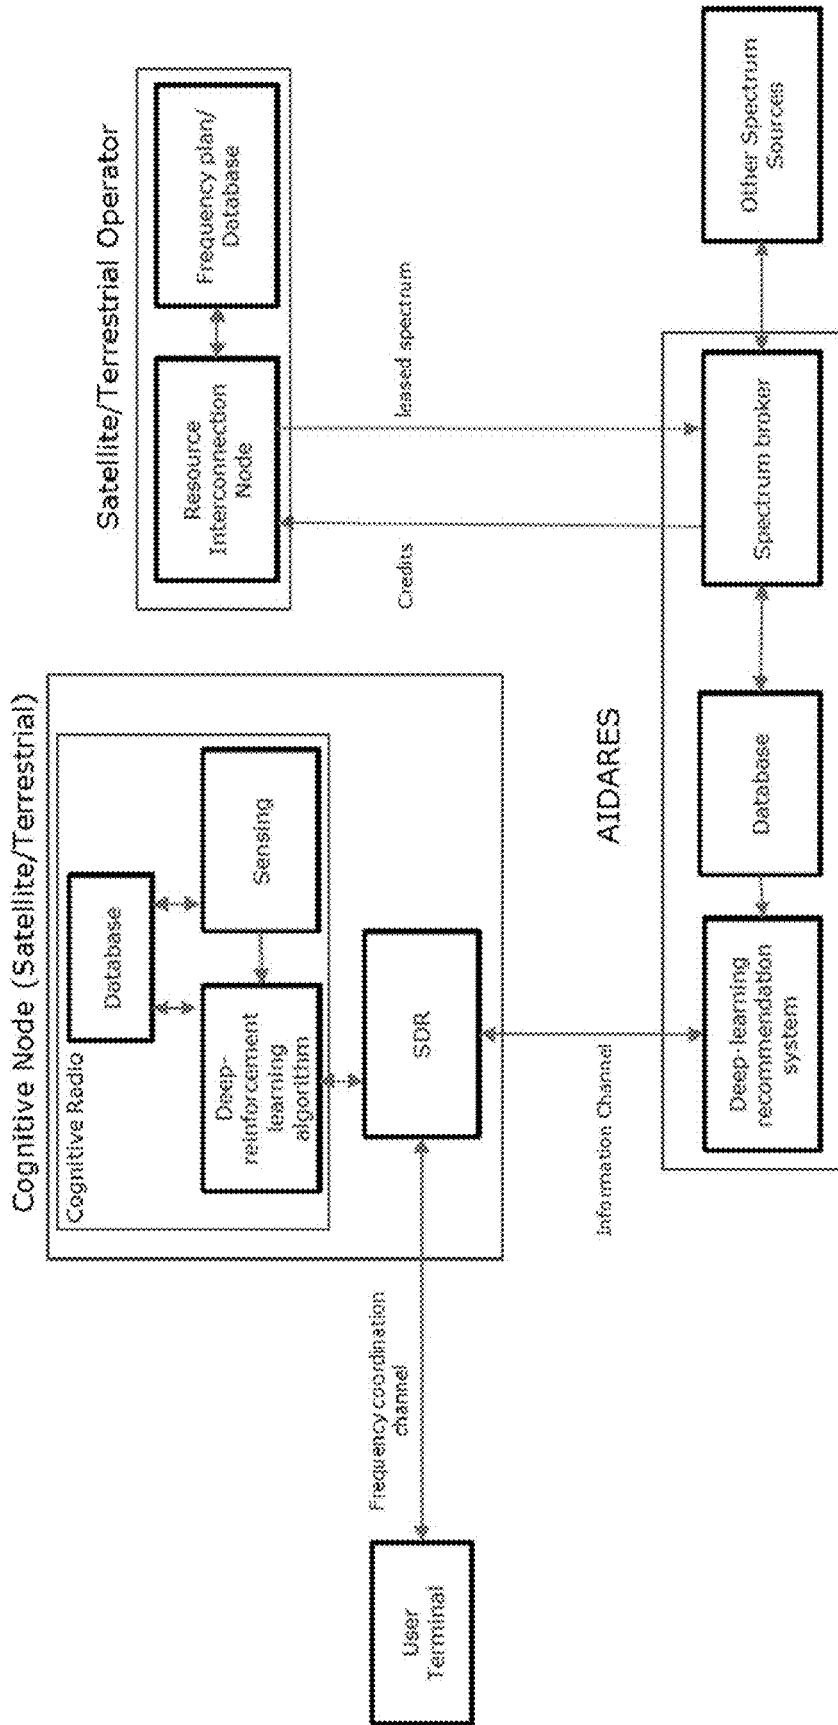 Cognitive Node (Satellite/Terrestrial)
Cognitive Radio
Database
Deep-
reinforcement
learning
algorithm
Sensing
SDR
Satellite/Terrestrial Operator
Resource
Interconnection
Node
Frequency plan/
Database
User
Terminal
Frequency coordination
channel
Information Channel
Credits
leased spectrum
AIDARES
Deep-learning
recommendation
system
Database
Spectrum broker
Other Spectrum
Sources